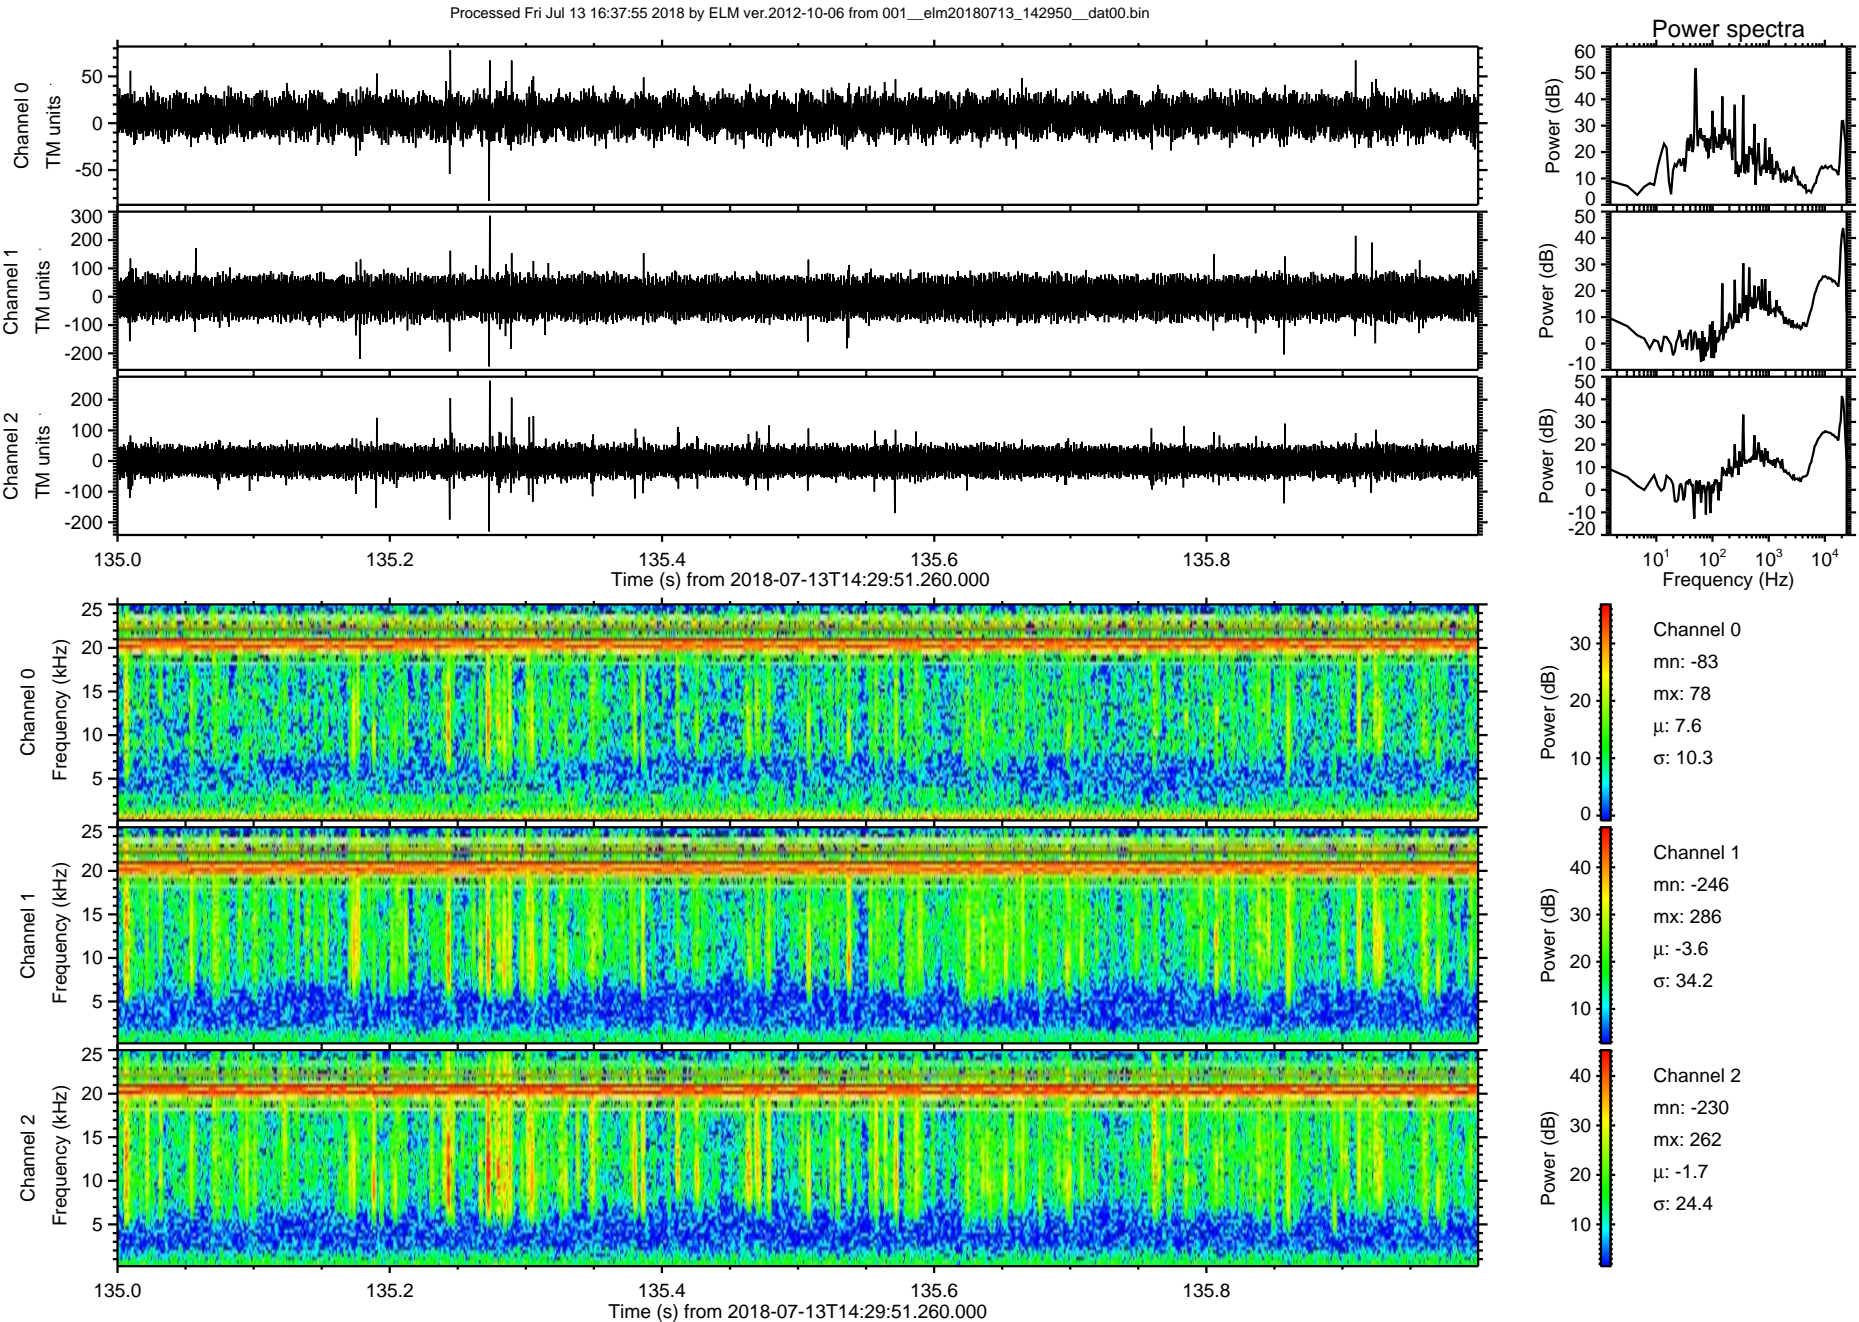 Processed Fri Jul 13 16:37:55 2018 by ELM ver.2012-10-06 from 001__elm20180713_142950__dat00.bin
Power spectra
Channel 0
TM units
50
0
-50
Power (dB)
60
50
40
30
20
10
0
Channel 1
TM units
300
200
100
0
-100
-200
Power (dB)
50
40
30
20
10
0
-10
Channel 2
TM units
200
100
0
-100
-200
Power (dB)
50
40
30
20
10
0
-10
-20
135.0 135.2 135.4 135.6 135.8
Time (s) from 2018-07-13T14:29:51.260.000
10^1 10^2 10^3 10^4
Frequency (Hz)
Channel 0
Frequency (kHz)
25
20
15
10
5
Power (dB)
30
20
10
0
Channel 0
mn: -83
mx: 78
μ: 7.6
σ: 10.3
Channel 1
Frequency (kHz)
25
20
15
10
5
Power (dB)
40
30
20
10
Channel 1
mn: -246
mx: 286
μ: -3.6
σ: 34.2
Channel 2
Frequency (kHz)
25
20
15
10
5
Power (dB)
40
30
20
10
Channel 2
mn: -230
mx: 262
μ: -1.7
σ: 24.4
135.0 135.2 135.4 135.6 135.8
Time (s) from 2018-07-13T14:29:51.260.000